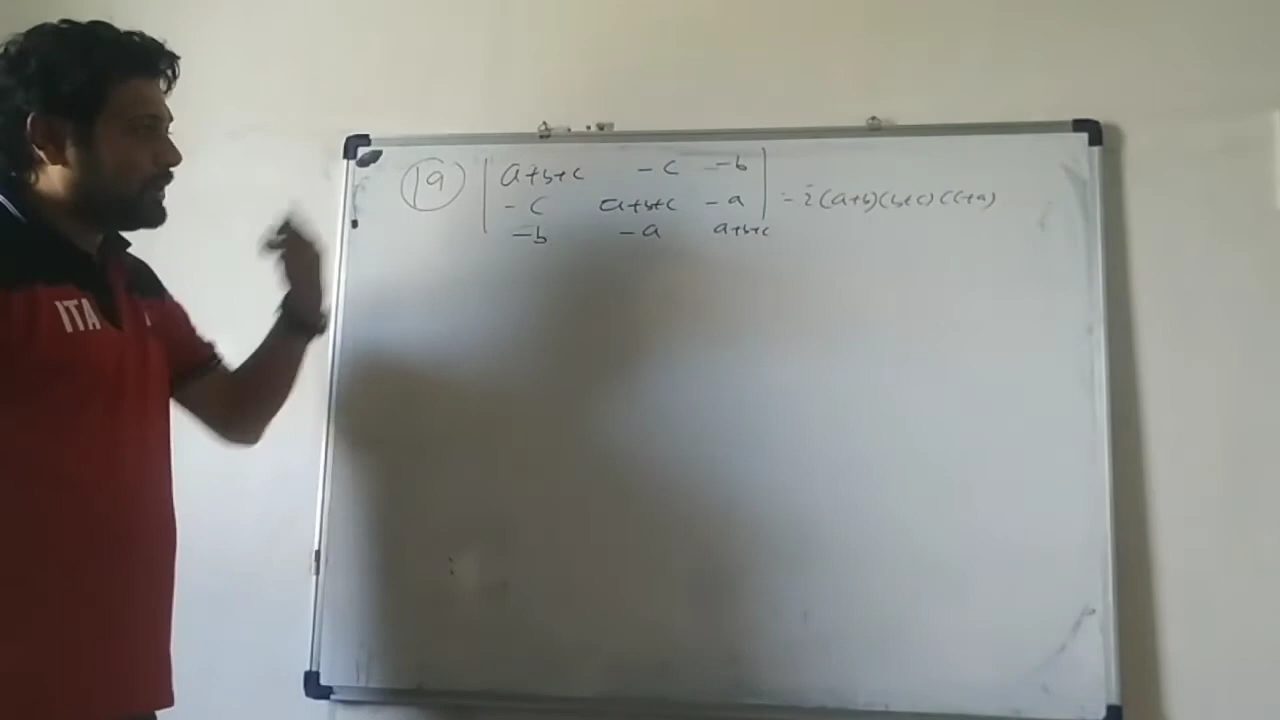 ITA
(19) | a+b+c -c -b |
| -c a+b+c -a | = 2(a+b)(b+c)(c+a)
-b -a a+b+c